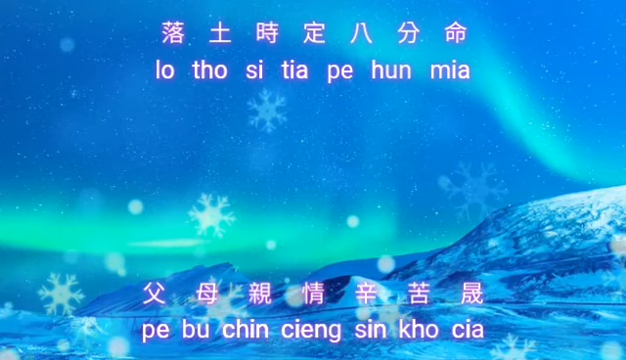 落 土 時 定 八 分 命
lo tho si tia pe hun mia
父 母 親 情 辛 苦 晟
pe bu chin cieng sin kho cia